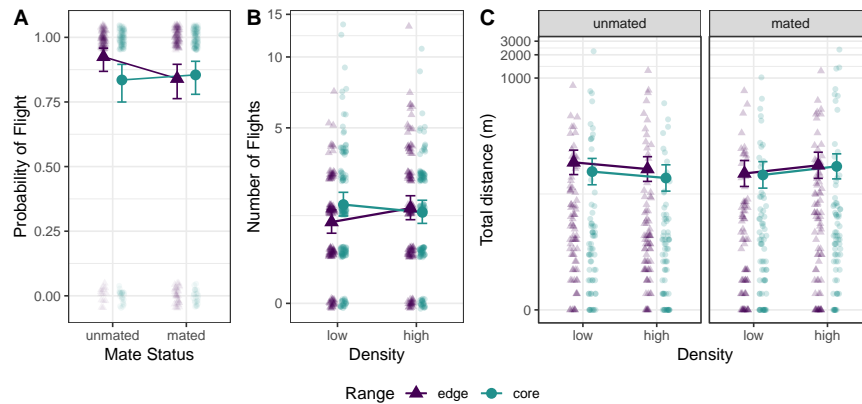 A
Probability of Flight
1.00
0.75
0.50
0.25
0.00
unmated mated
Mate Status
B
Number of Flights
15
10
5
0
low high
Density
C
unmated mated
Total distance (m)
3000
2000
1000
0
low high low high
Density
Range edge core